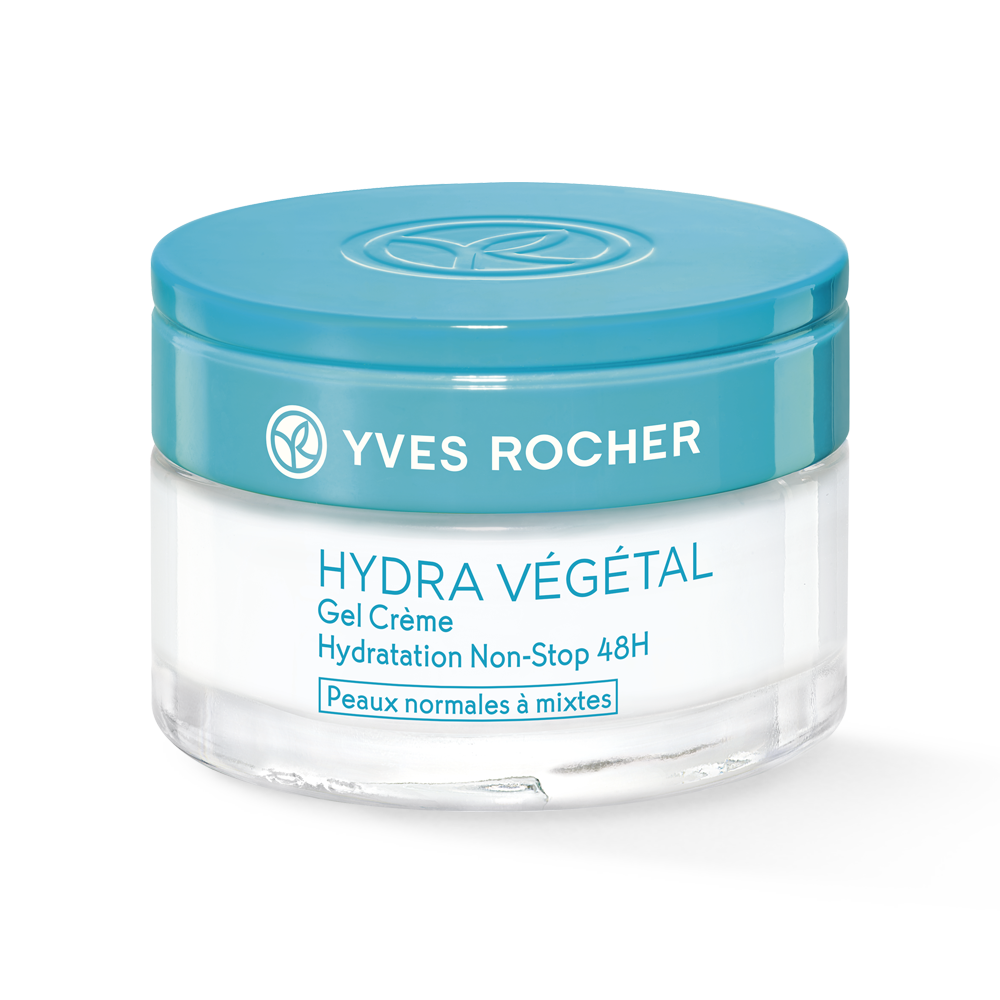 YVES ROCHER
HYDRA VÉGÉTAL
Gel Crème
Hydratation Non-Stop 48H
Peaux normales à mixtes